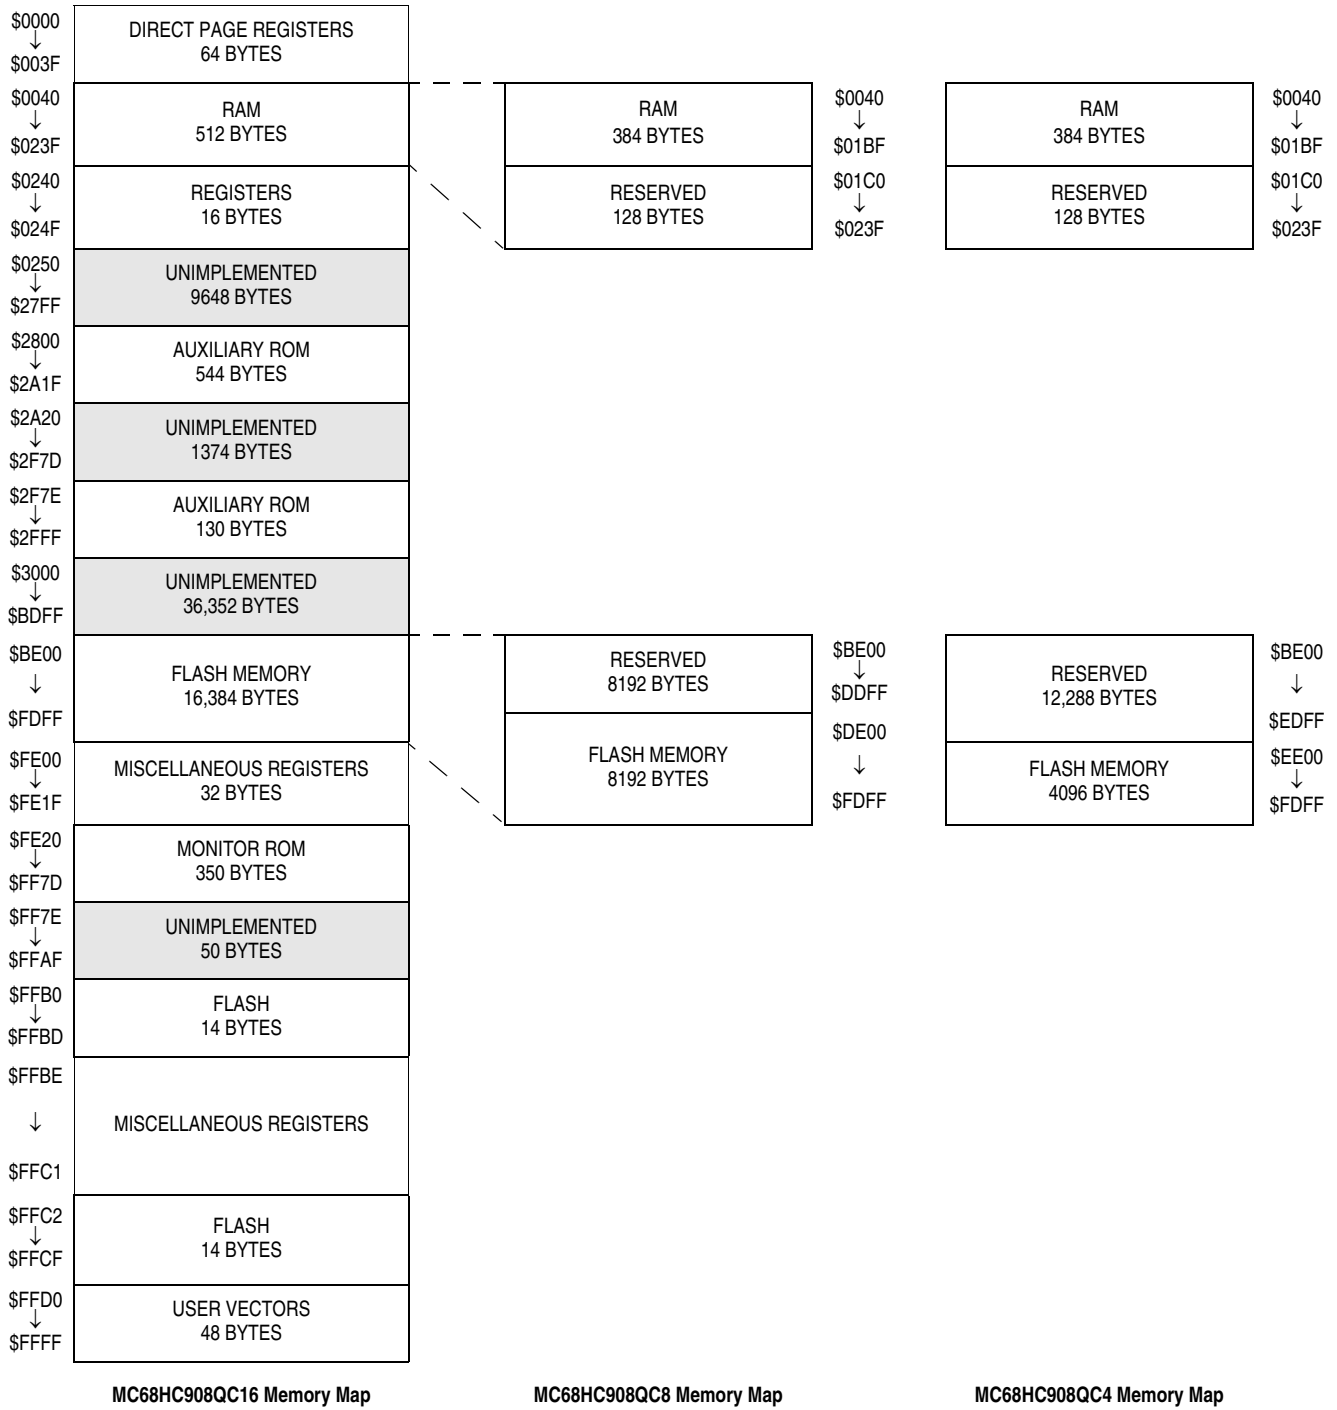 $0000
↓
$003F
DIRECT PAGE REGISTERS
64 BYTES
$0040
↓
$023F
RAM
512 BYTES
RAM
384 BYTES
$0040
↓
$01BF
RAM
384 BYTES
$0040
↓
$01BF
$0240
↓
$024F
REGISTERS
16 BYTES
RESERVED
128 BYTES
$01C0
↓
$023F
RESERVED
128 BYTES
$01C0
↓
$023F
$0250
↓
$27FF
UNIMPLEMENTED
9648 BYTES
$2800
↓
$2A1F
AUXILIARY ROM
544 BYTES
$2A20
↓
$2F7D
UNIMPLEMENTED
1374 BYTES
$2F7E
↓
$2FFF
AUXILIARY ROM
130 BYTES
$3000
↓
$BDFF
UNIMPLEMENTED
36,352 BYTES
$BE00
↓
$FDFF
FLASH MEMORY
16,384 BYTES
RESERVED
8192 BYTES
$BE00
↓
$DDFF
RESERVED
12,288 BYTES
$BE00
↓
$EDFF
$FE00
↓
$FE1F
MISCELLANEOUS REGISTERS
32 BYTES
FLASH MEMORY
8192 BYTES
$DE00
↓
$FDFF
FLASH MEMORY
4096 BYTES
$EE00
↓
$FDFF
$FE20
↓
$FF7D
MONITOR ROM
350 BYTES
$FF7E
↓
$FFAF
UNIMPLEMENTED
50 BYTES
$FFB0
↓
$FFBD
FLASH
14 BYTES
$FFBE
↓
$FFC1
MISCELLANEOUS REGISTERS
$FFC2
↓
$FFCF
FLASH
14 BYTES
$FFD0
↓
$FFFF
USER VECTORS
48 BYTES
MC68HC908QC16 Memory Map
MC68HC908QC8 Memory Map
MC68HC908QC4 Memory Map